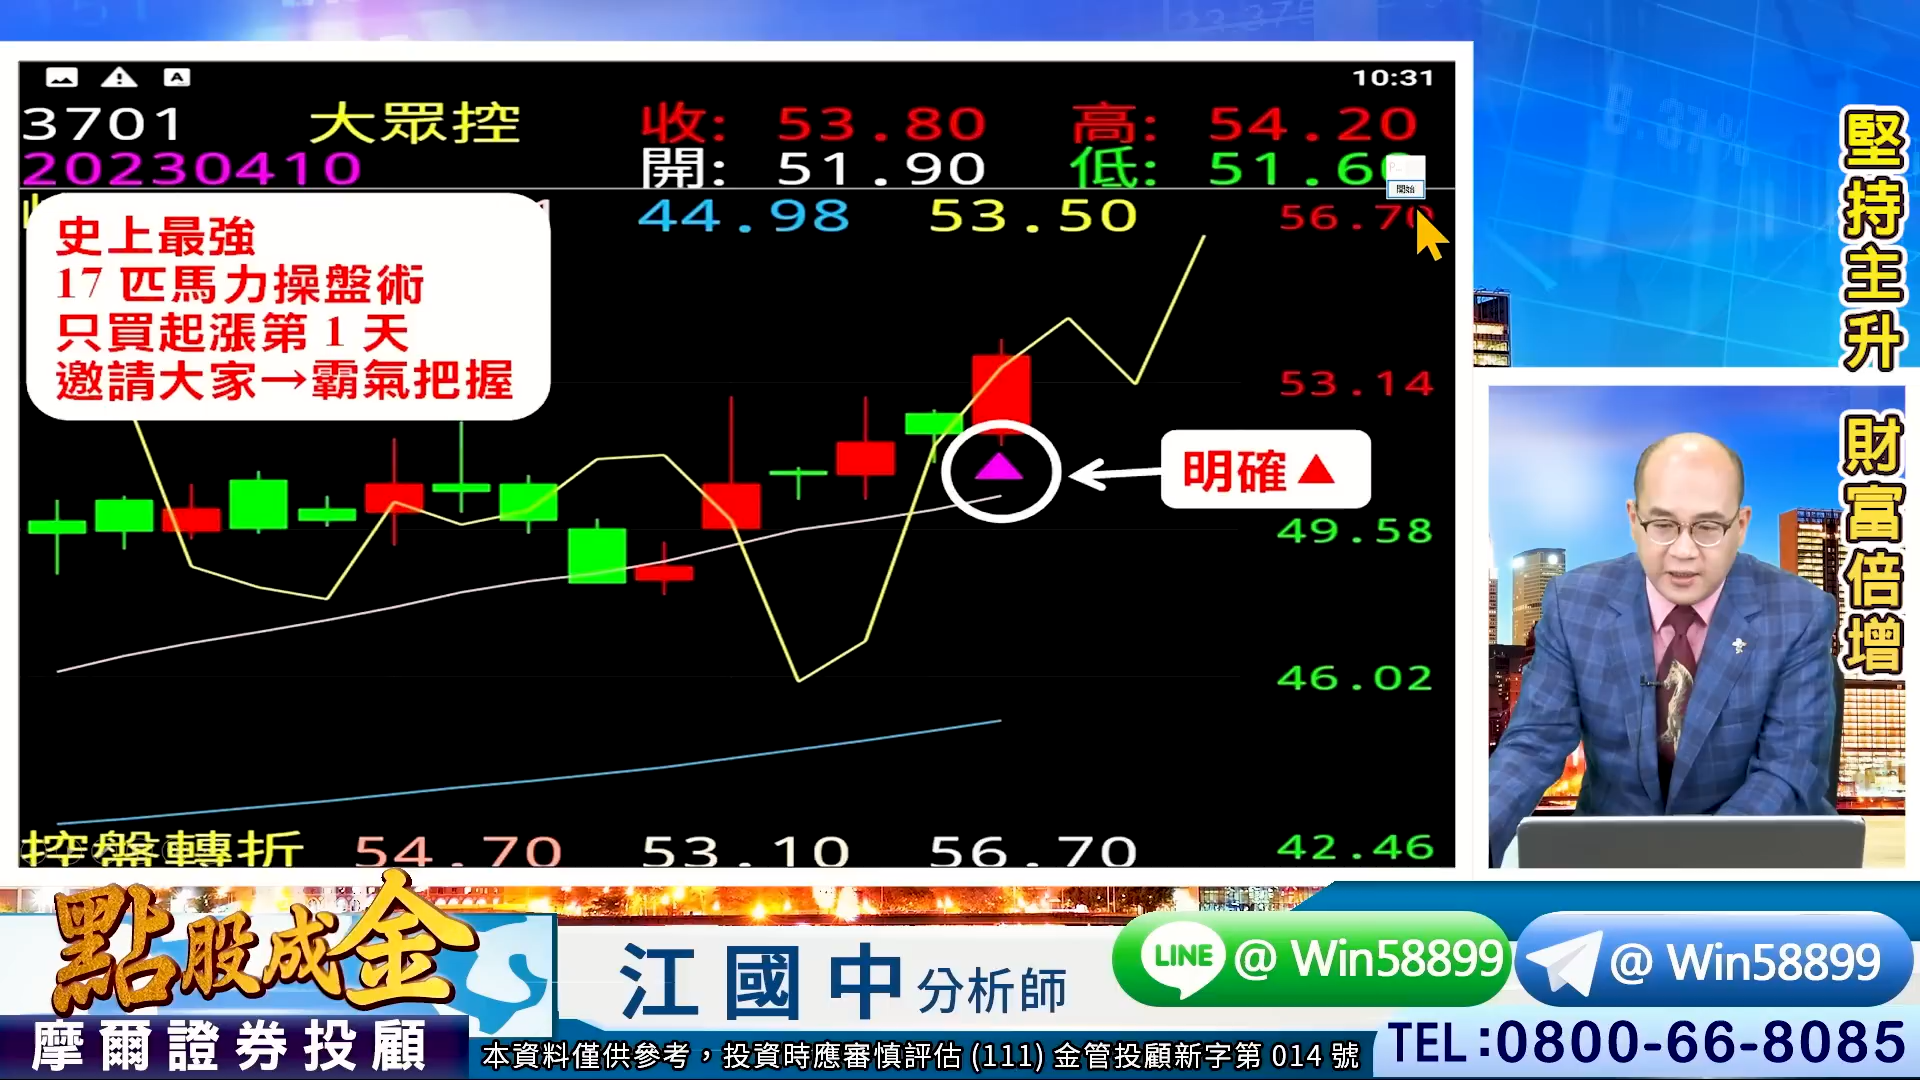 10:31
3701 大眾控 收: 53.80 高: 54.20
20230410 開: 51.90 低: 51.60
開始
44.98 53.50 56.70
史上最強
17 匹馬力操盤術
只買起漲第 1 天
邀請大家→霸氣把握
53.14
明確▲
49.58
46.02
42.46
控盤轉折 54.70 53.10 56.70
堅持主升 財富倍增
點股成金
摩爾證券投顧
江國中 分析師
LINE @ Win58899
@ Win58899
TEL:0800-66-8085
本資料僅供參考，投資時應審慎評估 (111) 金管投顧新字第 014 號